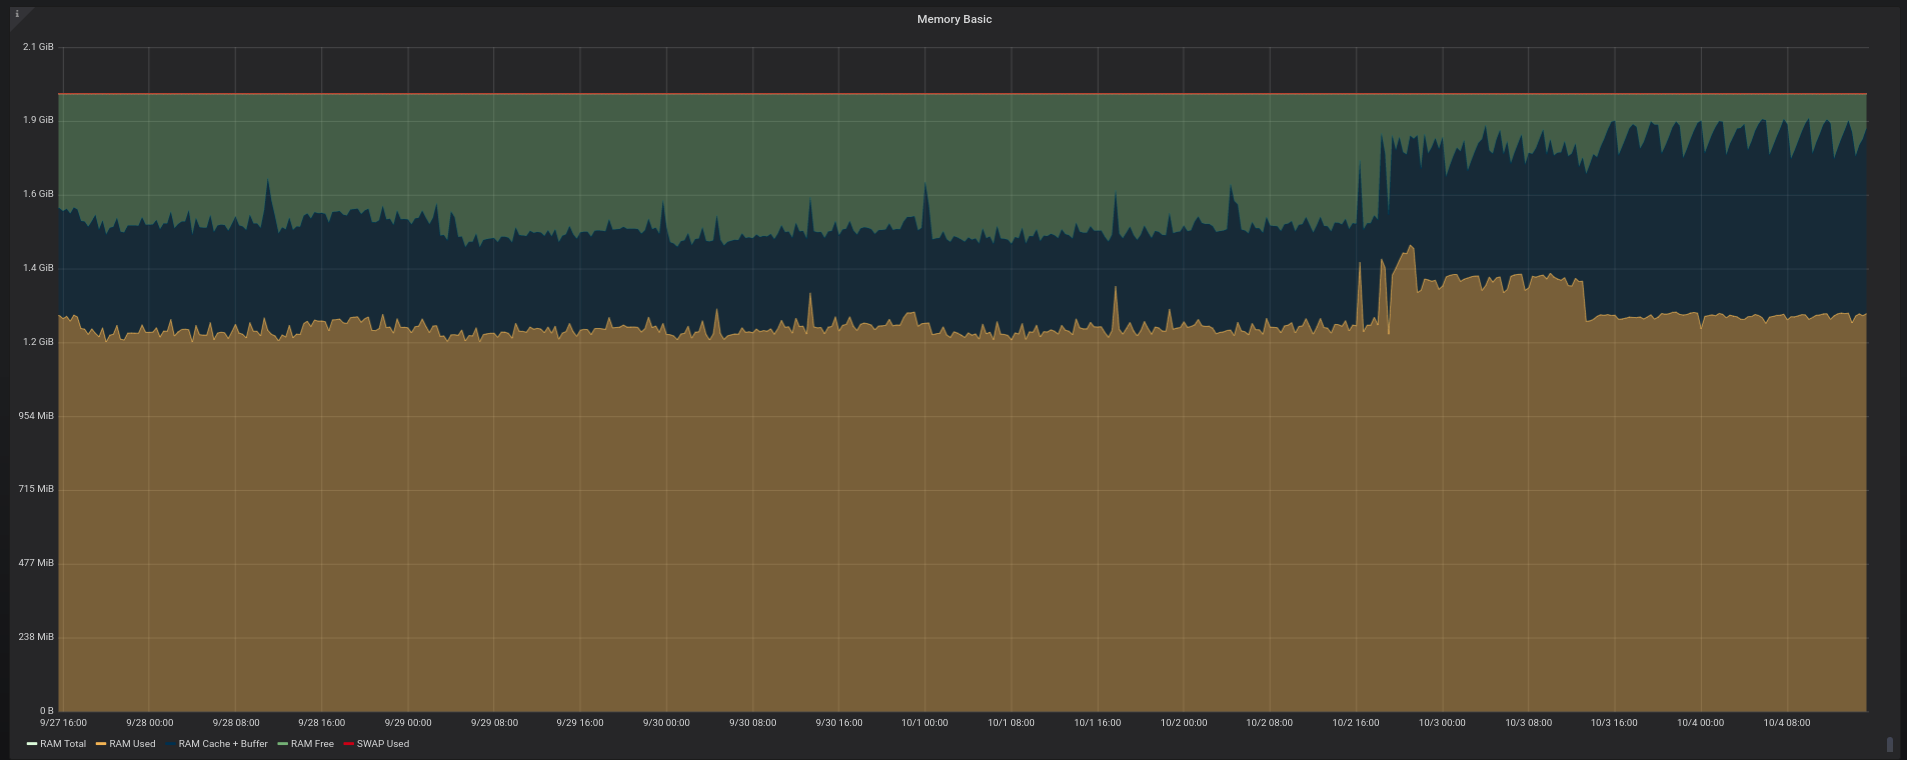 i
Memory Basic
2.1 GiB
1.9 GiB
1.6 GiB
1.4 GiB
1.2 GiB
954 MiB
715 MiB
477 MiB
238 MiB
0 B
9/27 16:00 9/28 00:00 9/28 08:00 9/28 16:00 9/29 00:00 9/29 08:00 9/29 16:00 9/30 00:00 9/30 08:00 9/30 16:00 10/1 00:00 10/1 08:00 10/1 16:00 10/2 00:00 10/2 08:00 10/2 16:00 10/3 00:00 10/3 08:00 10/3 16:00 10/4 00:00 10/4 08:00
RAM Total RAM Used RAM Cache + Buffer RAM Free SWAP Used